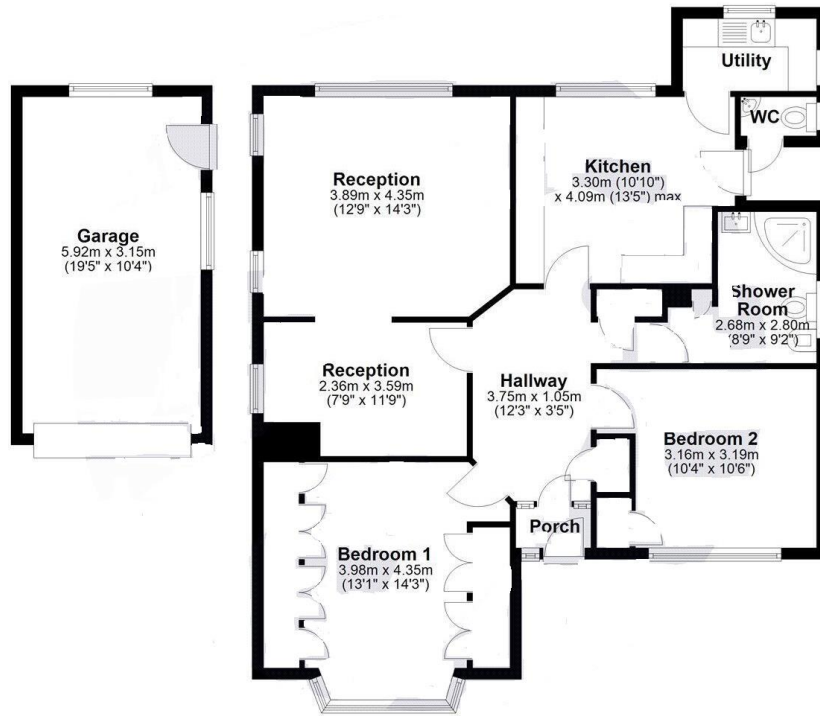 Utility
WC
Kitchen
3.30m (10'10")
x 4.09m (13'5") max
Reception
3.89m x 4.35m
(12'9" x 14'3")
Garage
5.92m x 3.15m
(19'5" x 10'4")
Shower
Room
2.68m x 2.80m
(8'9" x 9'2")
Reception
2.36m x 3.59m
(7'9" x 11'9")
Hallway
3.75m x 1.05m
(12'3" x 3'5")
Bedroom 2
3.16m x 3.19m
(10'4" x 10'6")
Porch
Bedroom 1
3.98m x 4.35m
(13'1" x 14'3")